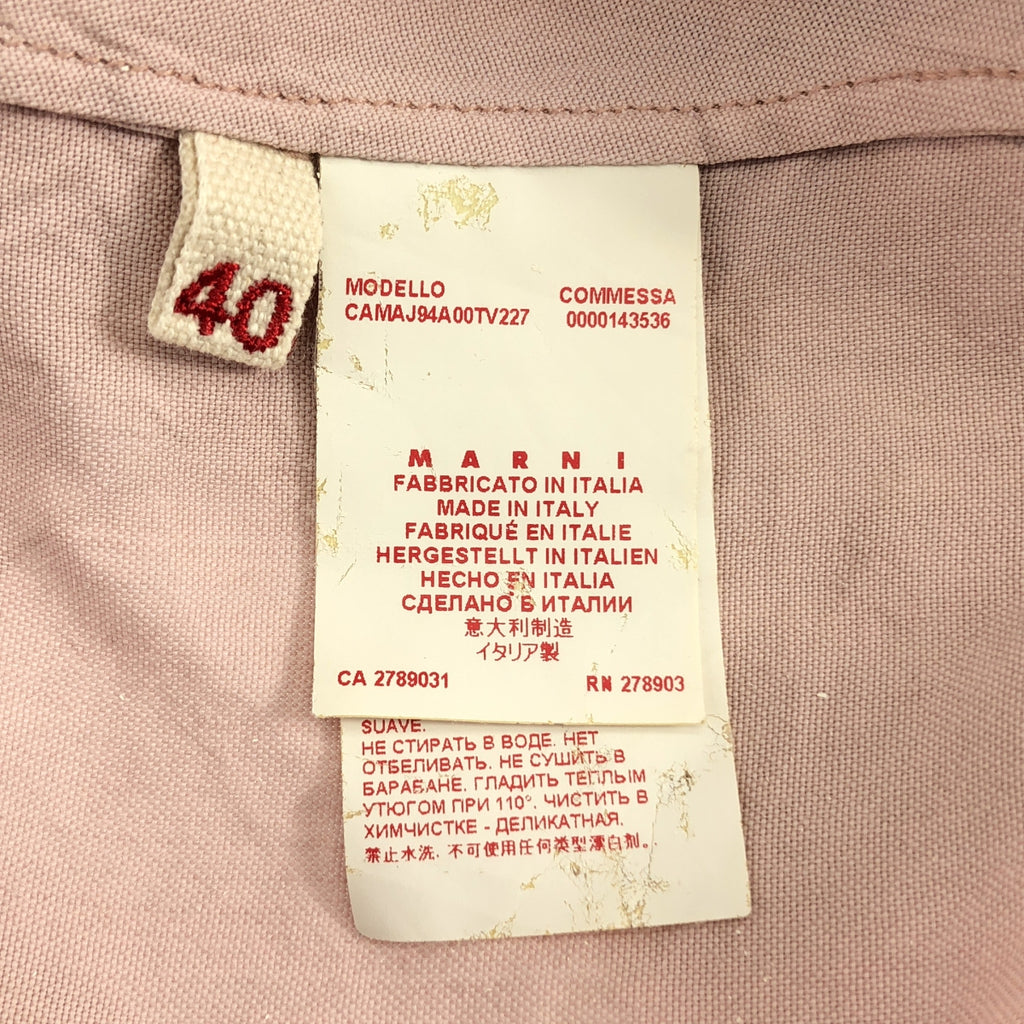 40
MODELLO COMMESSA
CAMAJ94A00TV227 0000143536
MARNI
FABBRICATO IN ITALIA
MADE IN ITALY
FABRIQUÉ EN ITALIE
HERGESTELLT IN ITALIEN
HECHO EN ITALIA
СДЕЛАНО В ИТАЛИИ
意大利制造
イタリア製
CA 2789031 RN 278903
SUAVE.
НЕ СТИРАТЬ В ВОДЕ. НЕТ
ОТБЕЛИВАТЬ. НЕ СУШИТЬ В
БАРАБАНЕ. ГЛАДИТЬ ТЕПЛЫМ
УТЮГОМ ПРИ 110°. ЧИСТИТЬ В
ХИМЧИСТКЕ - ДЕЛИКАТНАЯ.
禁止水洗. 不可使用任何类型漂白剂。